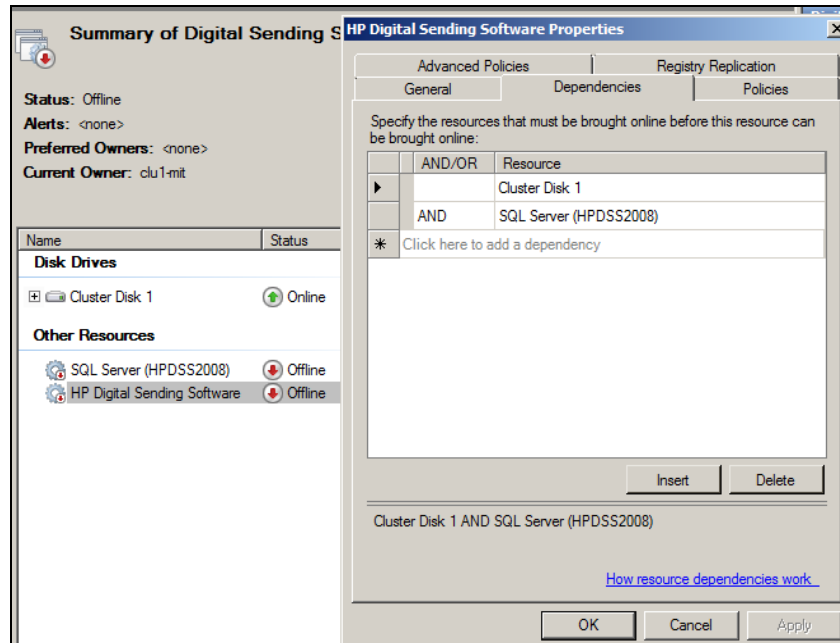 Summary of Digital Sending S
Status: Offline
Alerts: <none>
Preferred Owners: <none>
Current Owner: clu1-mit
Name Status
Disk Drives
Cluster Disk 1 Online
Other Resources
SQL Server (HPDSS2008) Offline
HP Digital Sending Software Offline
HP Digital Sending Software Properties
Advanced Policies Registry Replication
General Dependencies Policies
Specify the resources that must be brought online before this resource can
be brought online:
AND/OR Resource
Cluster Disk 1
AND SQL Server (HPDSS2008)
Click here to add a dependency
Insert Delete
Cluster Disk 1 AND SQL Server (HPDSS2008)
How resource dependencies work
OK Cancel Apply